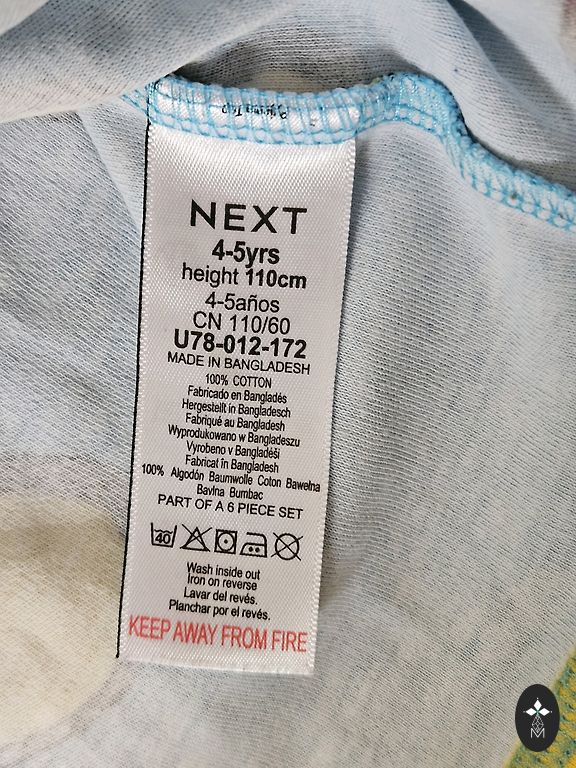 NEXT
4-5yrs
height 110cm
4-5años
CN 110/60
U78-012-172
MADE IN BANGLADESH
100% COTTON
Fabricado en Bangladés
Hergestellt in Bangladesch
Fabriqué au Bangladesh
Wyprodukowano w Bangladeszu
Vyrobeno v Bangladéši
Fabricat în Bangladesh
100% Algodón Baumwolle Coton Bawełna
Bavlna Bumbac
PART OF A 6 PIECE SET
40
Wash inside out
Iron on reverse
Lavar del revés.
Planchar por el revés.
KEEP AWAY FROM FIRE
M